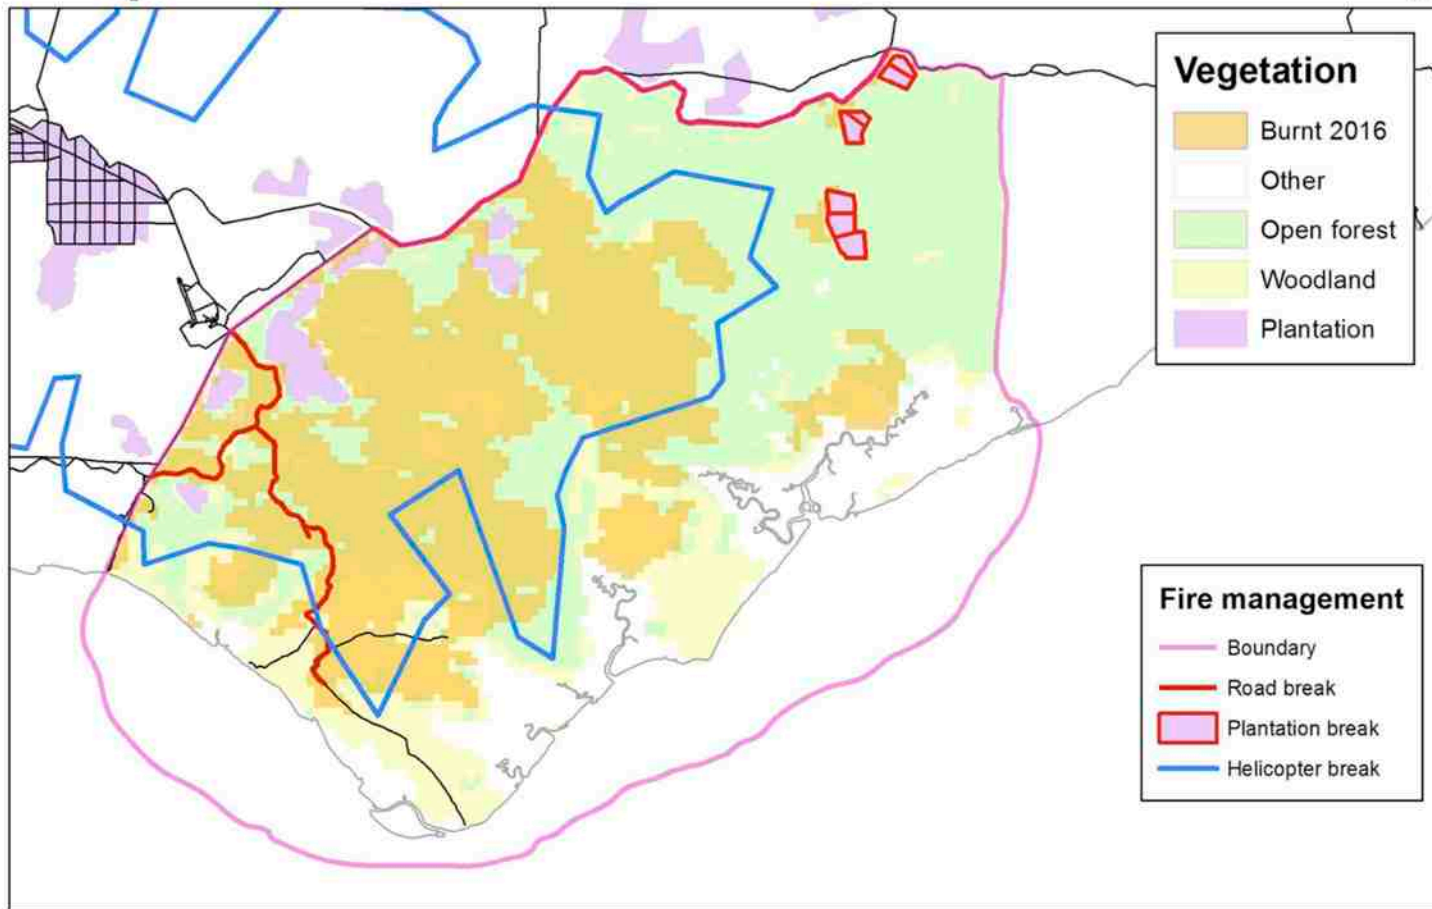 Vegetation
Burnt 2016
Other
Open forest
Woodland
Plantation
Fire management
Boundary
Road break
Plantation break
Helicopter break